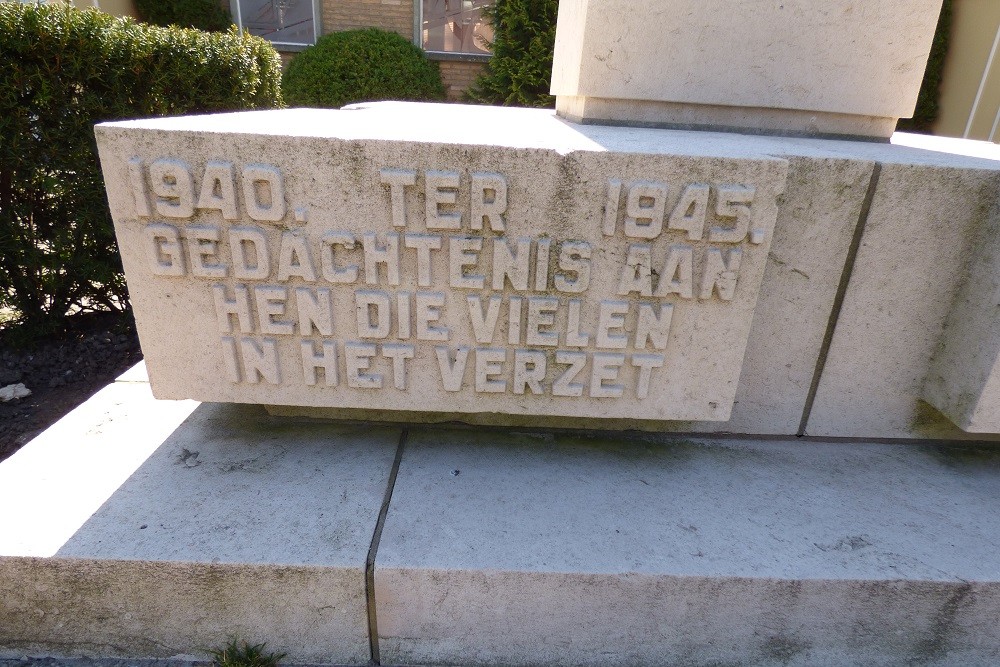 1940. TER 1945.
GEDACHTENIS AAN
HEN DIE VIELEN
IN HET VERZET